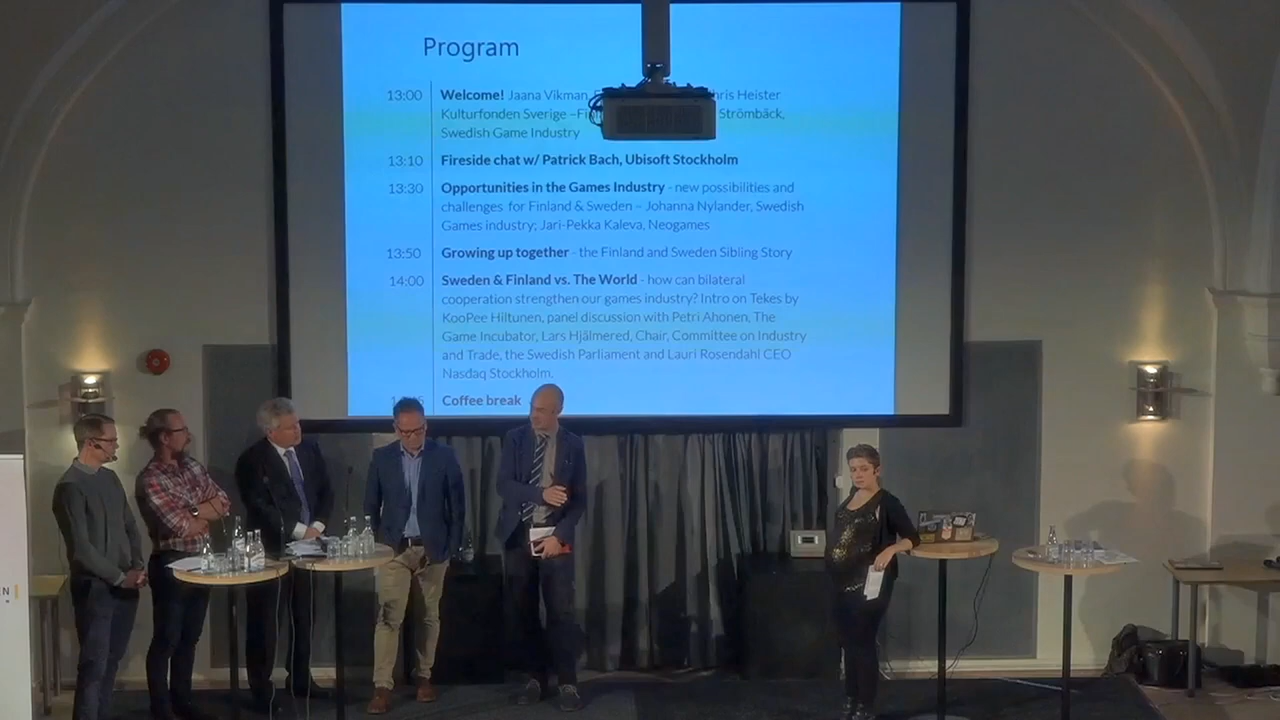 Program
13:00 Welcome! Jaana Vikman, hris Heister
Kulturfonden Sverige –Finl Strömbäck,
Swedish Game Industry
13:10 Fireside chat w/ Patrick Bach, Ubisoft Stockholm
13:30 Opportunities in the Games Industry - new possibilities and
challenges for Finland & Sweden – Johanna Nylander, Swedish
Games industry; Jari-Pekka Kaleva, Neogames
13:50 Growing up together - the Finland and Sweden Sibling Story
14:00 Sweden & Finland vs. The World - how can bilateral
cooperation strengthen our games industry? Intro on Tekes by
KooPee Hiltunen, panel discussion with Petri Ahonen, The
Game Incubator, Lars Hjälmered, Chair, Committee on Industry
and Trade, the Swedish Parliament and Lauri Rosendahl CEO
Nasdaq Stockholm.
Coffee break